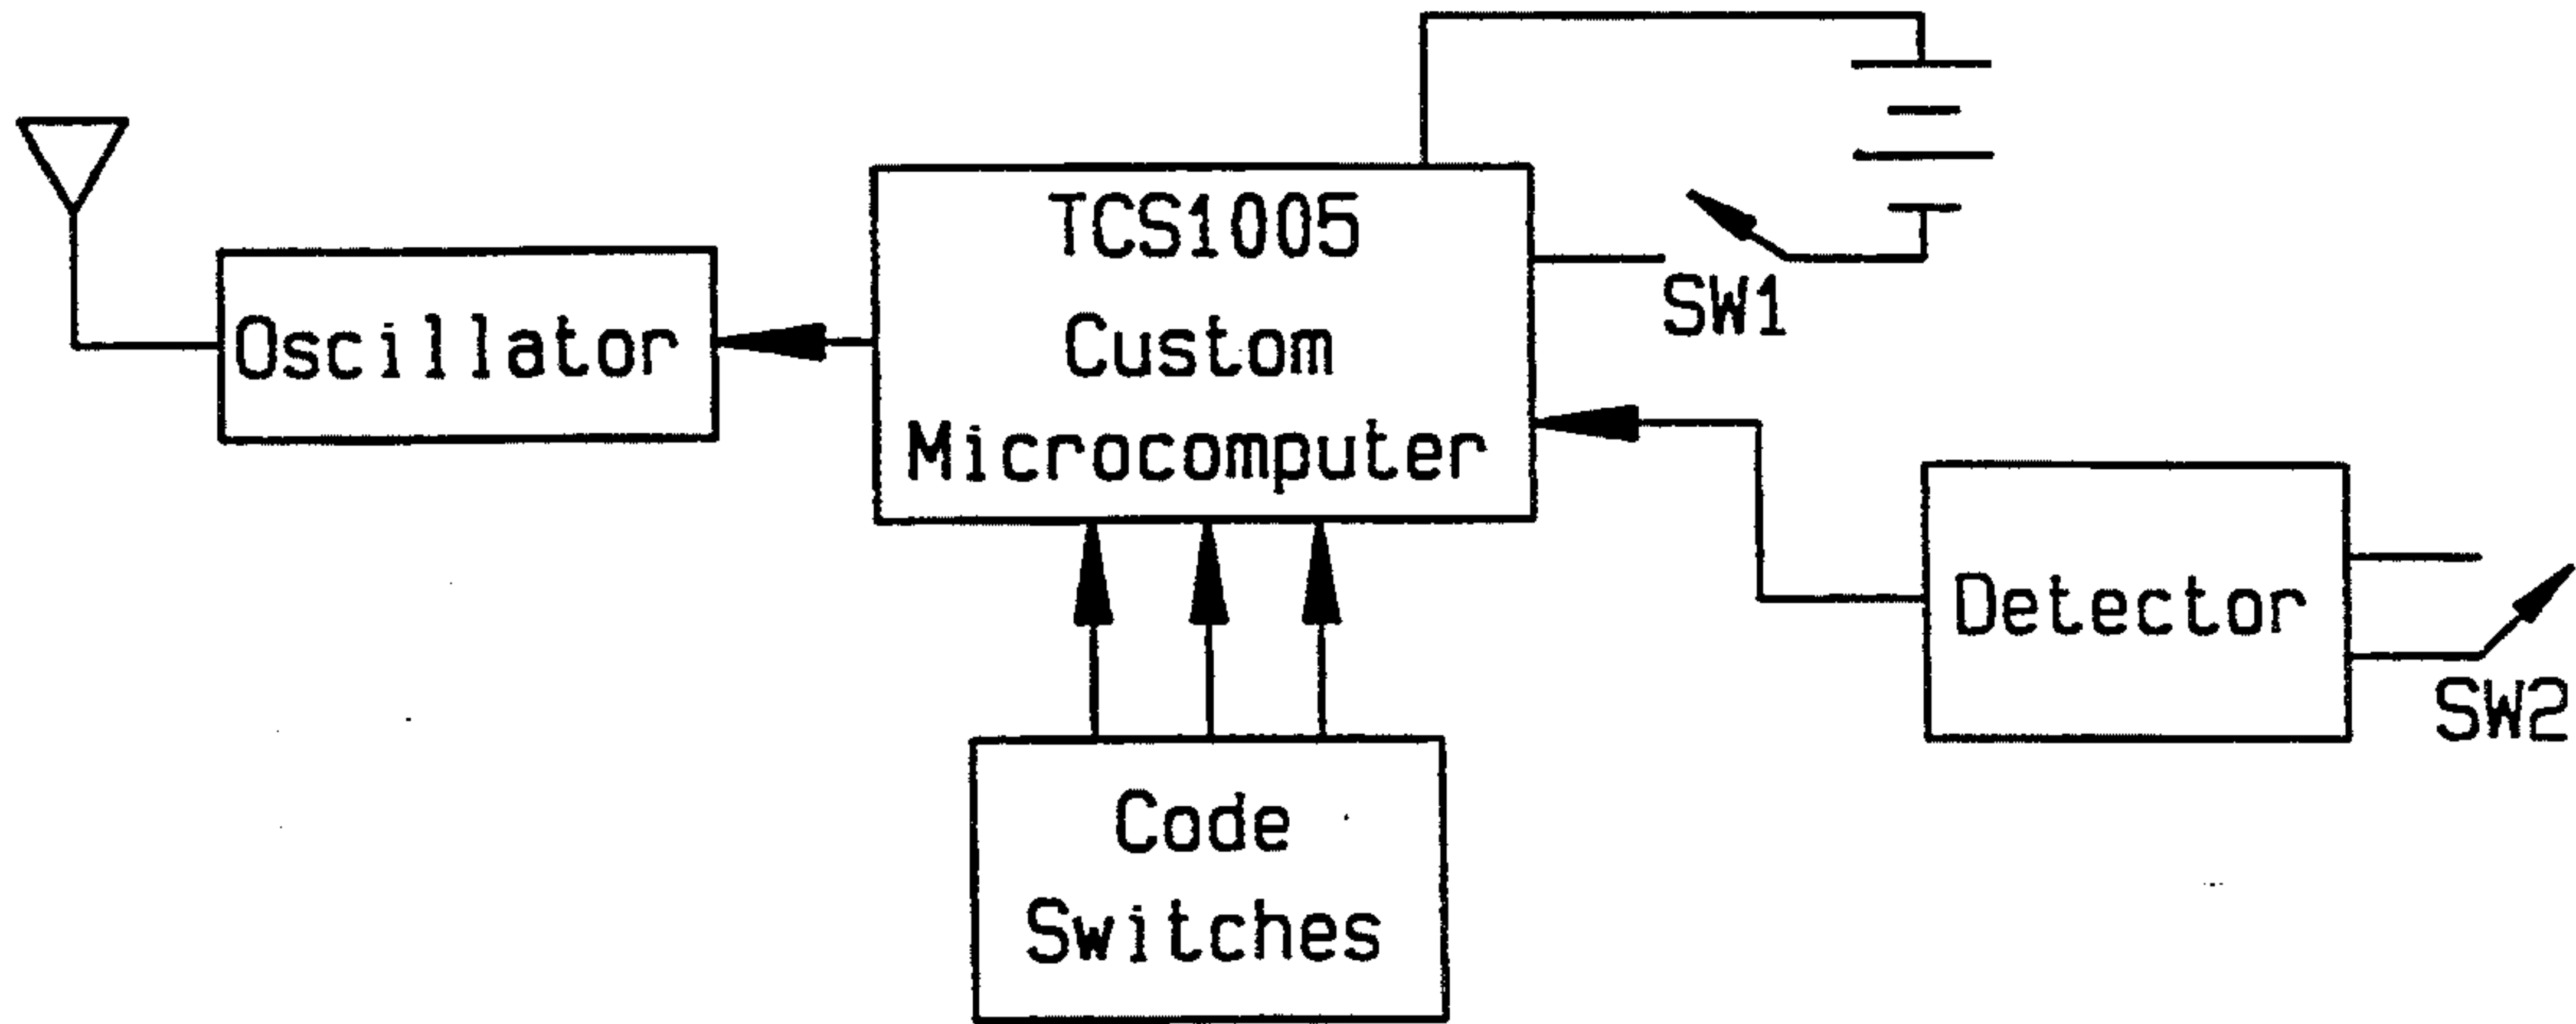 TCS1005
Custom
Microcomputer
Oscillator
SW1
Detector
SW2
Code
Switches